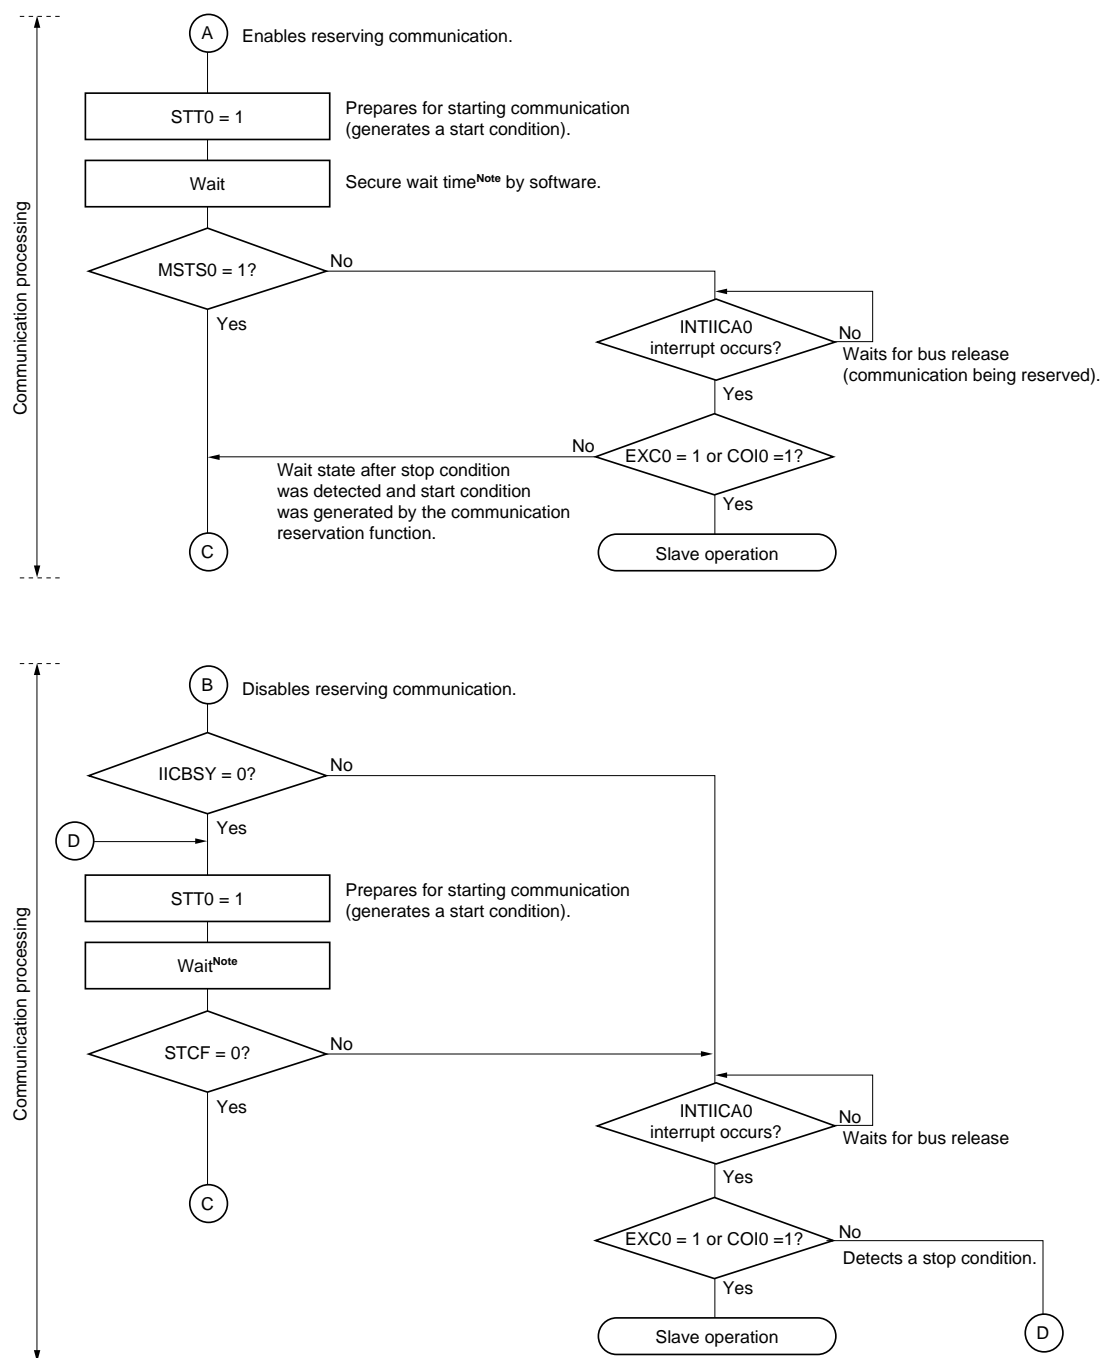 A
Enables reserving communication.
STT0 = 1
Prepares for starting communication
(generates a start condition).
Wait
Secure wait timeNote by software.
MSTS0 = 1?
No
Yes
INTIICA0
interrupt occurs?
No
Waits for bus release
(communication being reserved).
Yes
EXC0 = 1 or COI0 =1?
No
Wait state after stop condition
was detected and start condition
was generated by the communication
reservation function.
Yes
C
Slave operation
Communication processing
B
Disables reserving communication.
IICBSY = 0?
No
Yes
D
STT0 = 1
Prepares for starting communication
(generates a start condition).
WaitNote
STCF = 0?
No
Yes
INTIICA0
interrupt occurs?
No
Waits for bus release
Yes
C
EXC0 = 1 or COI0 =1?
No
Detects a stop condition.
Yes
Slave operation
D
Communication processing